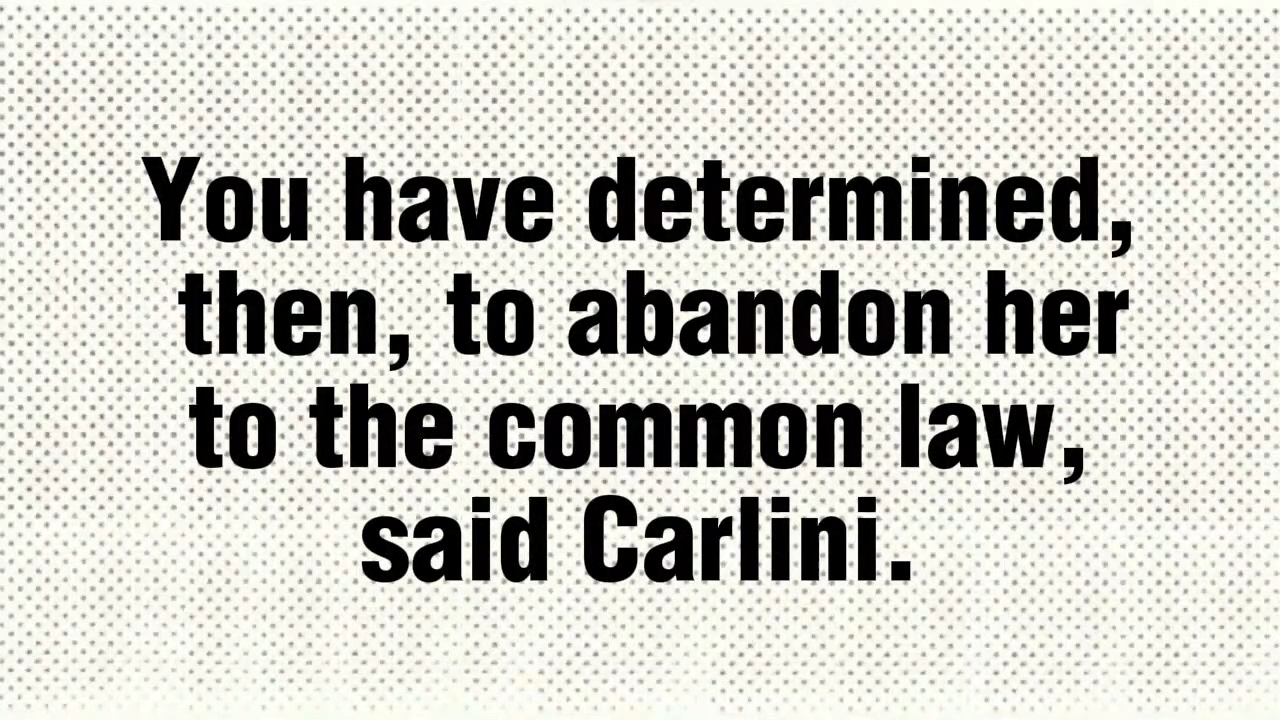 You have determined,
then, to abandon her
to the common law,
said Carlini.